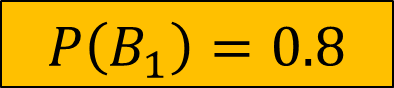 P(B₁) = 0.8